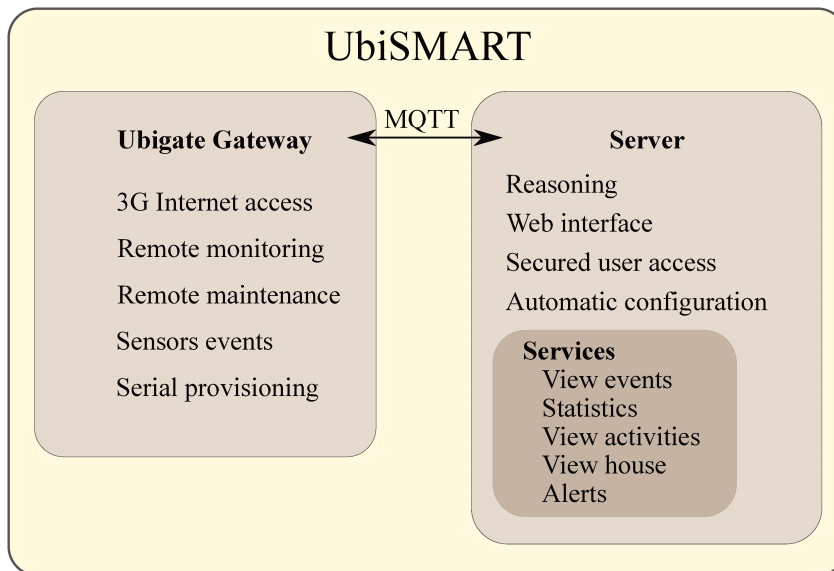 UbiSMART
MQTT
Ubigate Gateway
3G Internet access
Remote monitoring
Remote maintenance
Sensors events
Serial provisioning
Server
Reasoning
Web interface
Secured user access
Automatic configuration
Services
View events
Statistics
View activities
View house
Alerts